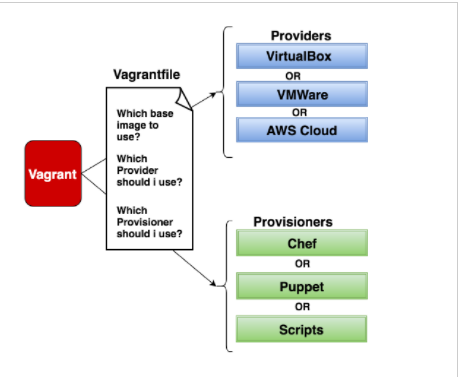 Vagrant
Vagrantfile
Which base
image to
use?
Which
Provider
should i use?
Which
Provisioner
should i use?
Providers
VirtualBox
OR
VMWare
OR
AWS Cloud
Provisioners
Chef
OR
Puppet
OR
Scripts